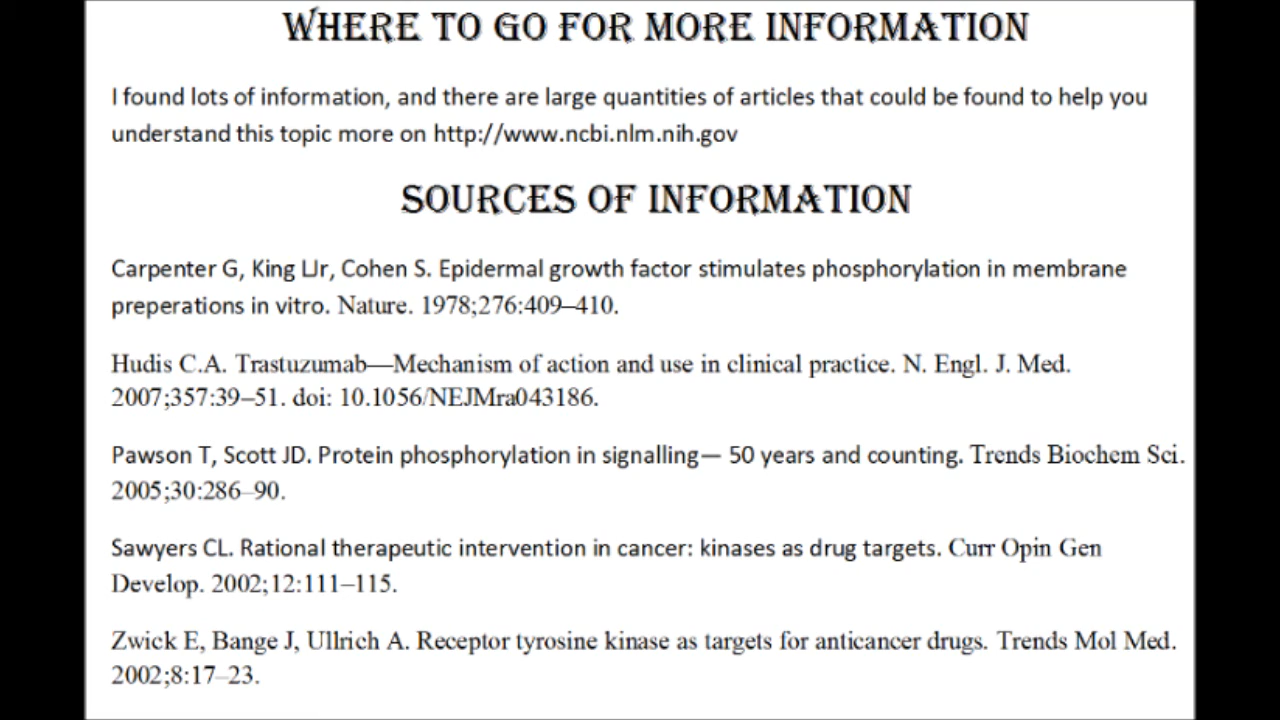 WHERE TO GO FOR MORE INFORMATION
I found lots of information, and there are large quantities of articles that could be found to help you
understand this topic more on http://www.ncbi.nlm.nih.gov
SOURCES OF INFORMATION
Carpenter G, King LJr, Cohen S. Epidermal growth factor stimulates phosphorylation in membrane
preperations in vitro. Nature. 1978;276:409–410.
Hudis C.A. Trastuzumab—Mechanism of action and use in clinical practice. N. Engl. J. Med.
2007;357:39–51. doi: 10.1056/NEJMra043186.
Pawson T, Scott JD. Protein phosphorylation in signalling— 50 years and counting. Trends Biochem Sci.
2005;30:286–90.
Sawyers CL. Rational therapeutic intervention in cancer: kinases as drug targets. Curr Opin Gen
Develop. 2002;12:111–115.
Zwick E, Bange J, Ullrich A. Receptor tyrosine kinase as targets for anticancer drugs. Trends Mol Med.
2002;8:17–23.